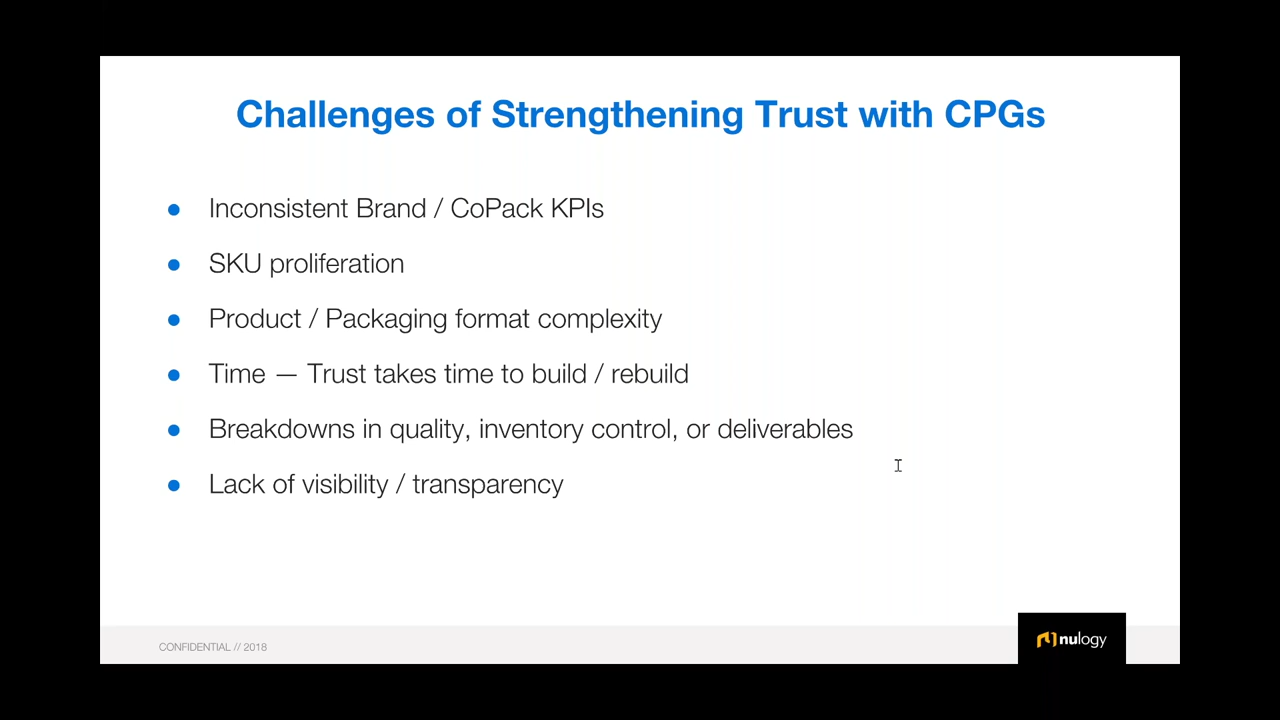 Challenges of Strengthening Trust with CPGs
● Inconsistent Brand / CoPack KPIs
● SKU proliferation
● Product / Packaging format complexity
● Time — Trust takes time to build / rebuild
● Breakdowns in quality, inventory control, or deliverables
● Lack of visibility / transparency
CONFIDENTIAL // 2018
nulogy